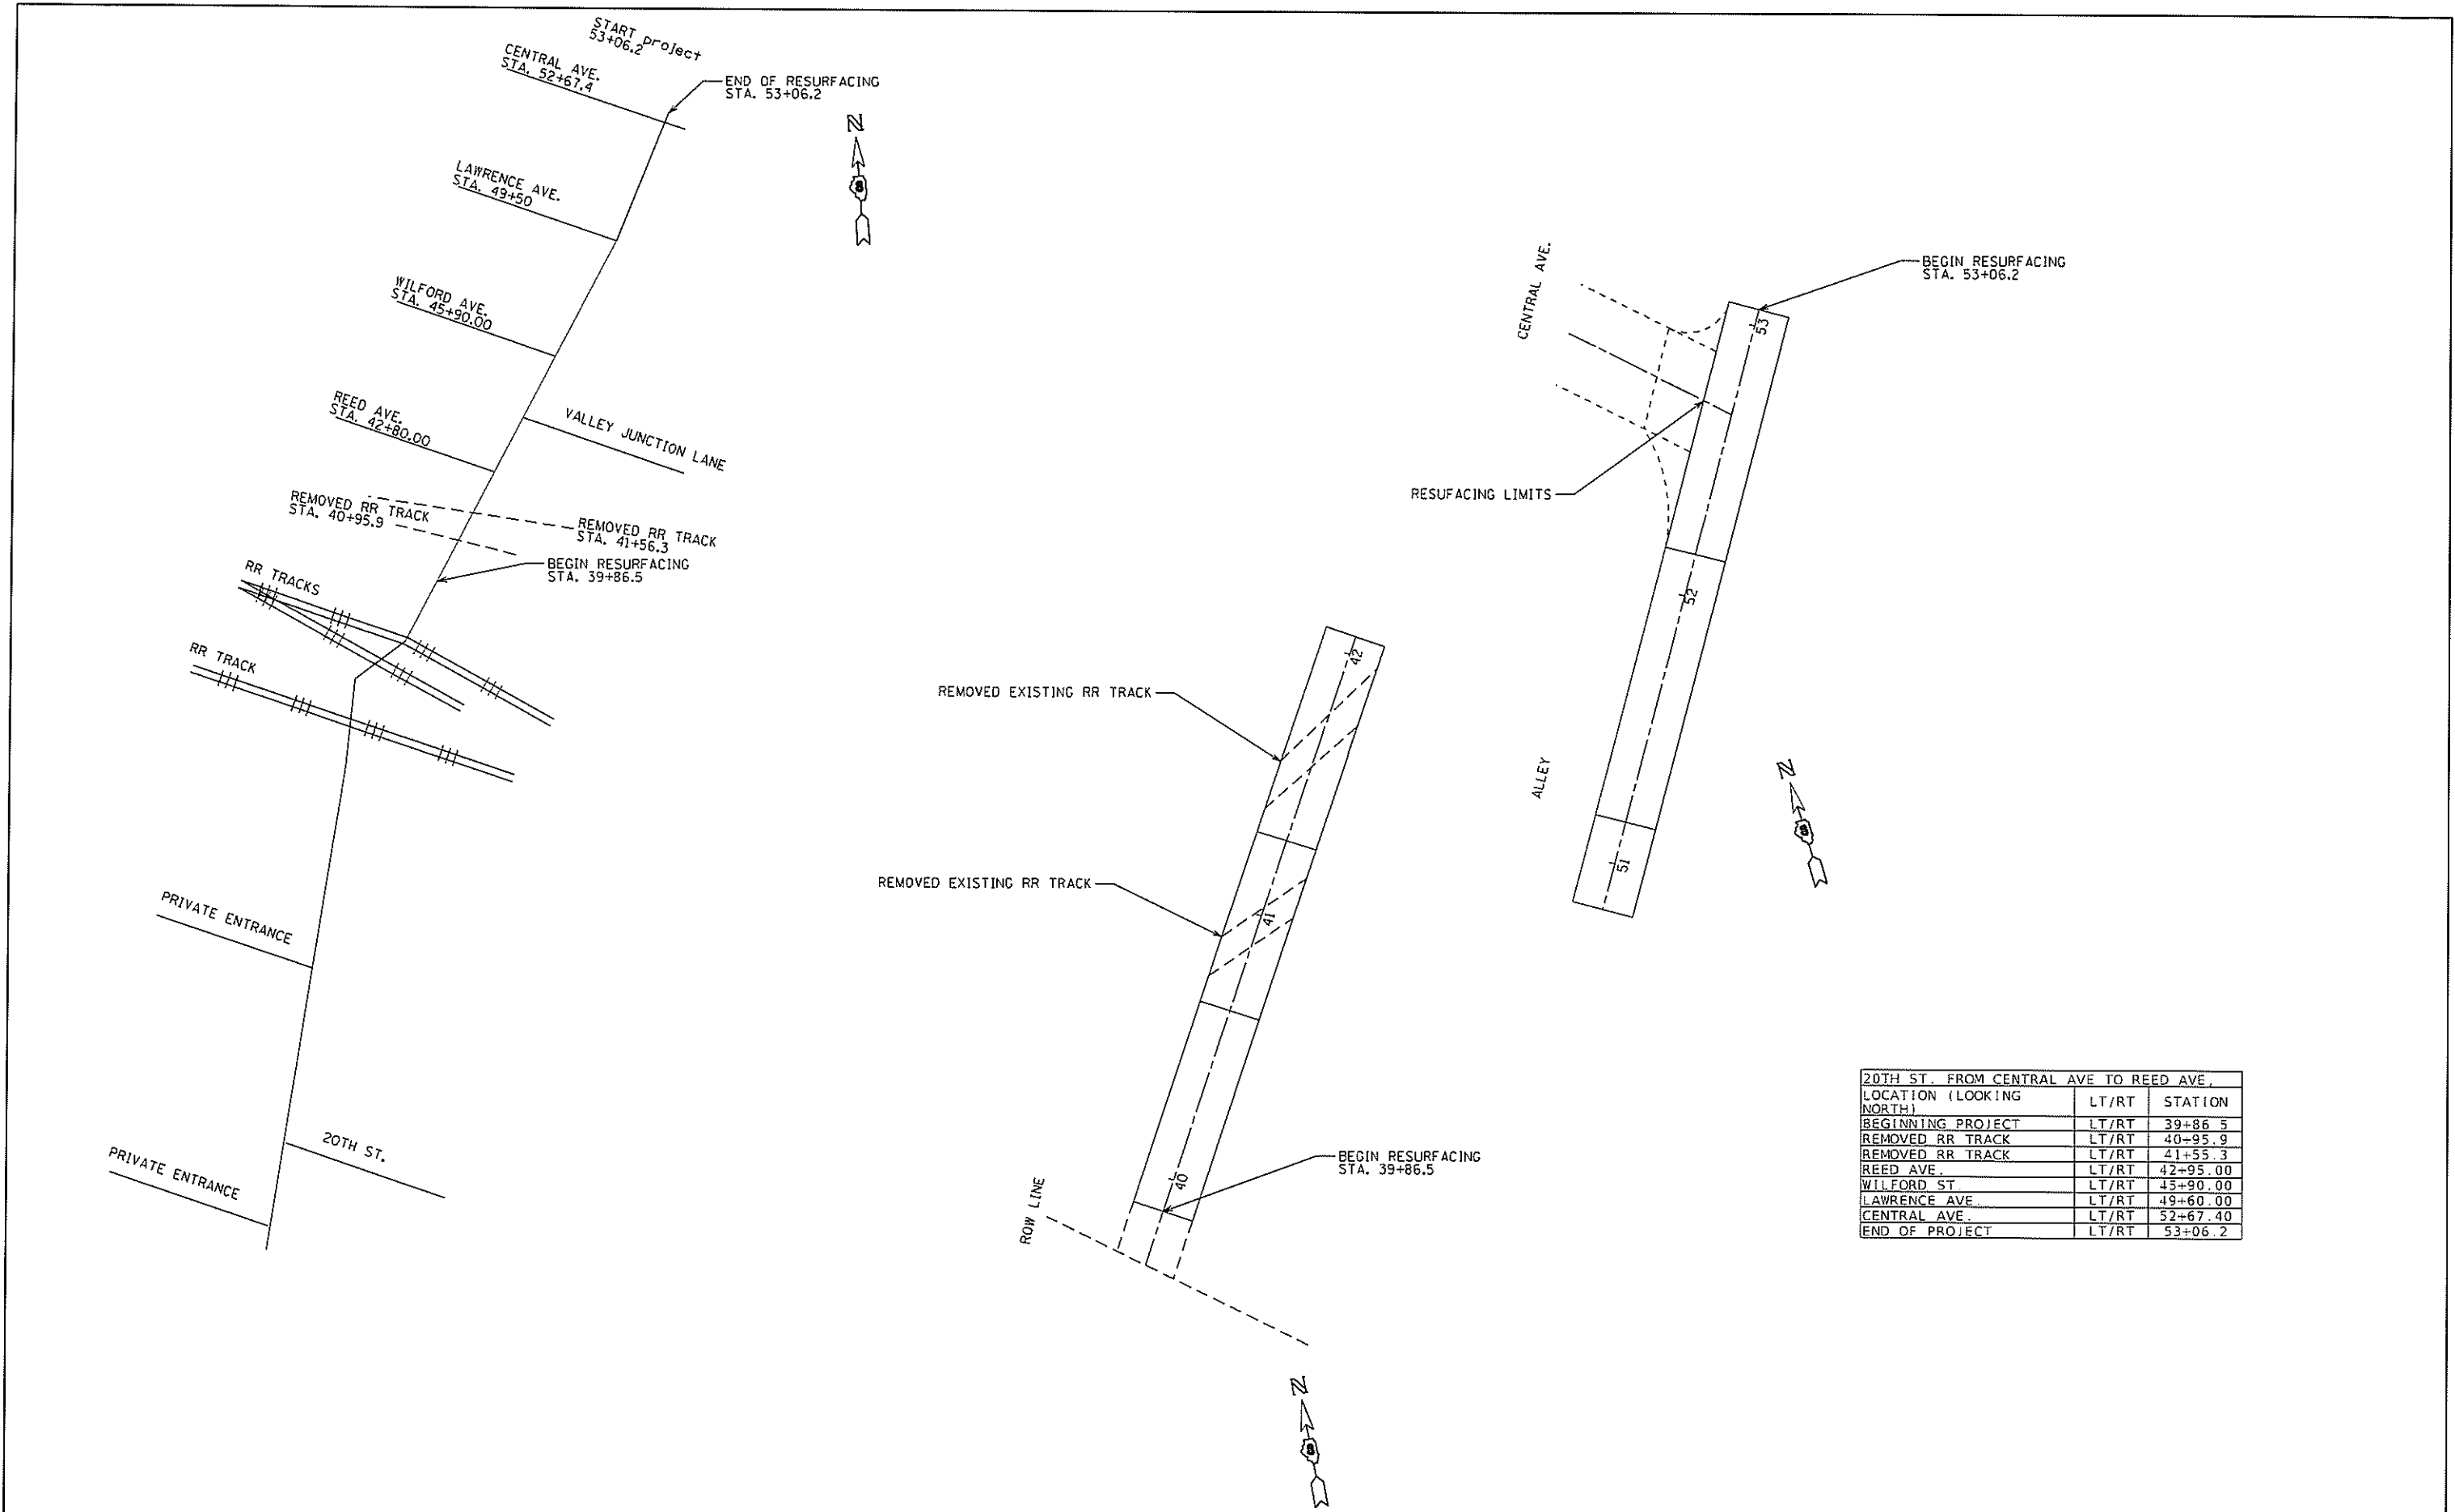 START project
53+06.2
CENTRAL AVE.
STA. 52+67.4
END OF RESURFACING
STA. 53+06.2
N
LAWRENCE AVE.
STA. 49+50
WILFORD AVE.
STA. 45+90.00
REED AVE.
STA. 42+80.00
VALLEY JUNCTION LANE
REMOVED RR TRACK
STA. 40+95.9
REMOVED RR TRACK
STA. 41+56.3
BEGIN RESURFACING
STA. 39+86.5
RR TRACKS
RR TRACK
PRIVATE ENTRANCE
20TH ST.
PRIVATE ENTRANCE
REMOVED EXISTING RR TRACK
REMOVED EXISTING RR TRACK
42
41
40
BEGIN RESURFACING
STA. 39+86.5
ROW LINE
N
CENTRAL AVE.
BEGIN RESURFACING
STA. 53+06.2
53
RESUFACING LIMITS
52
ALLEY
51
N
20TH ST. FROM CENTRAL AVE TO REED AVE.
LOCATION (LOOKING
NORTH) LT/RT STATION
BEGINNING PROJECT LT/RT 39+86.5
REMOVED RR TRACK LT/RT 40+95.9
REMOVED RR TRACK LT/RT 41+55.3
REED AVE. LT/RT 42+95.00
WILFORD ST. LT/RT 45+90.00
LAWRENCE AVE. LT/RT 49+60.00
CENTRAL AVE. LT/RT 52+67.40
END OF PROJECT LT/RT 53+06.2